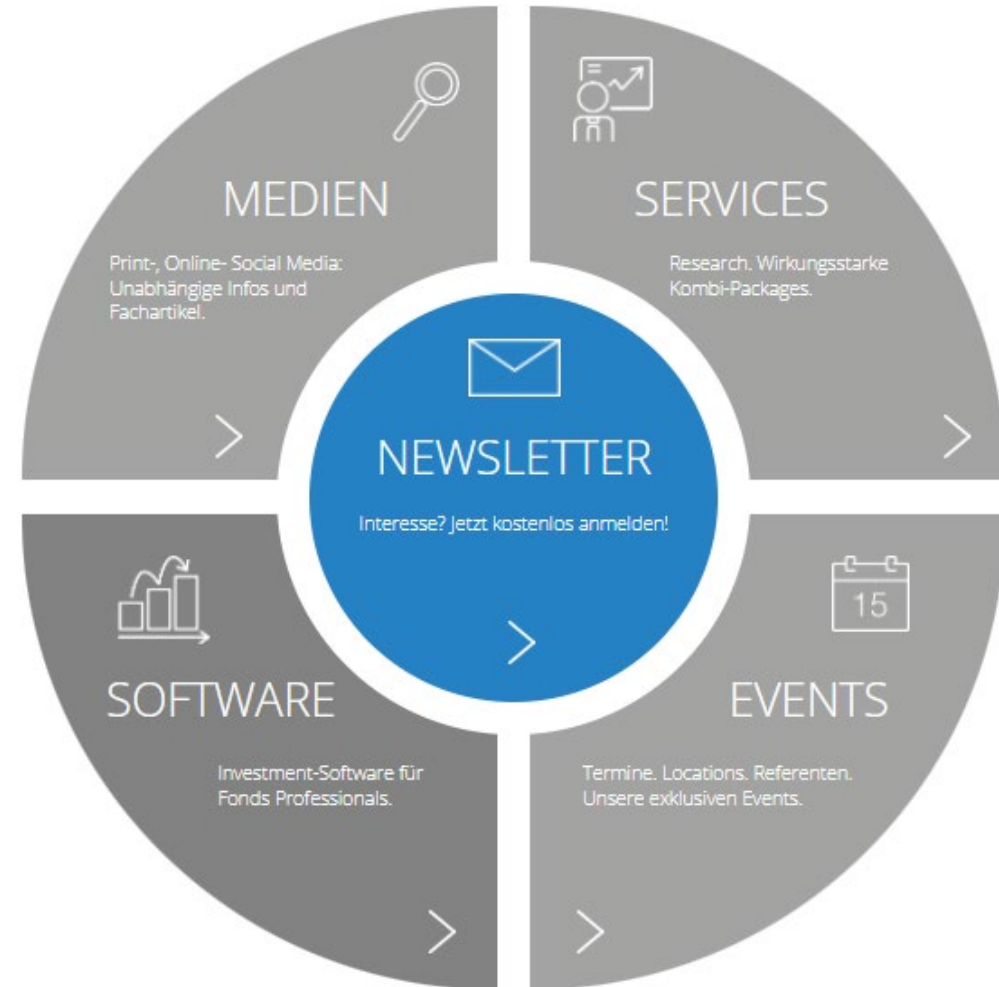 MEDIEN
Print-, Online- Social Media:
Unabhängige Infos und
Fachartikel.
SERVICES
Research. Wirkungsstarke
Kombi-Packages.
NEWSLETTER
Interesse? Jetzt kostenlos anmelden!
SOFTWARE
Investment-Software für
Fonds Professionals.
15
EVENTS
Termine. Locations. Referenten.
Unsere exklusiven Events.